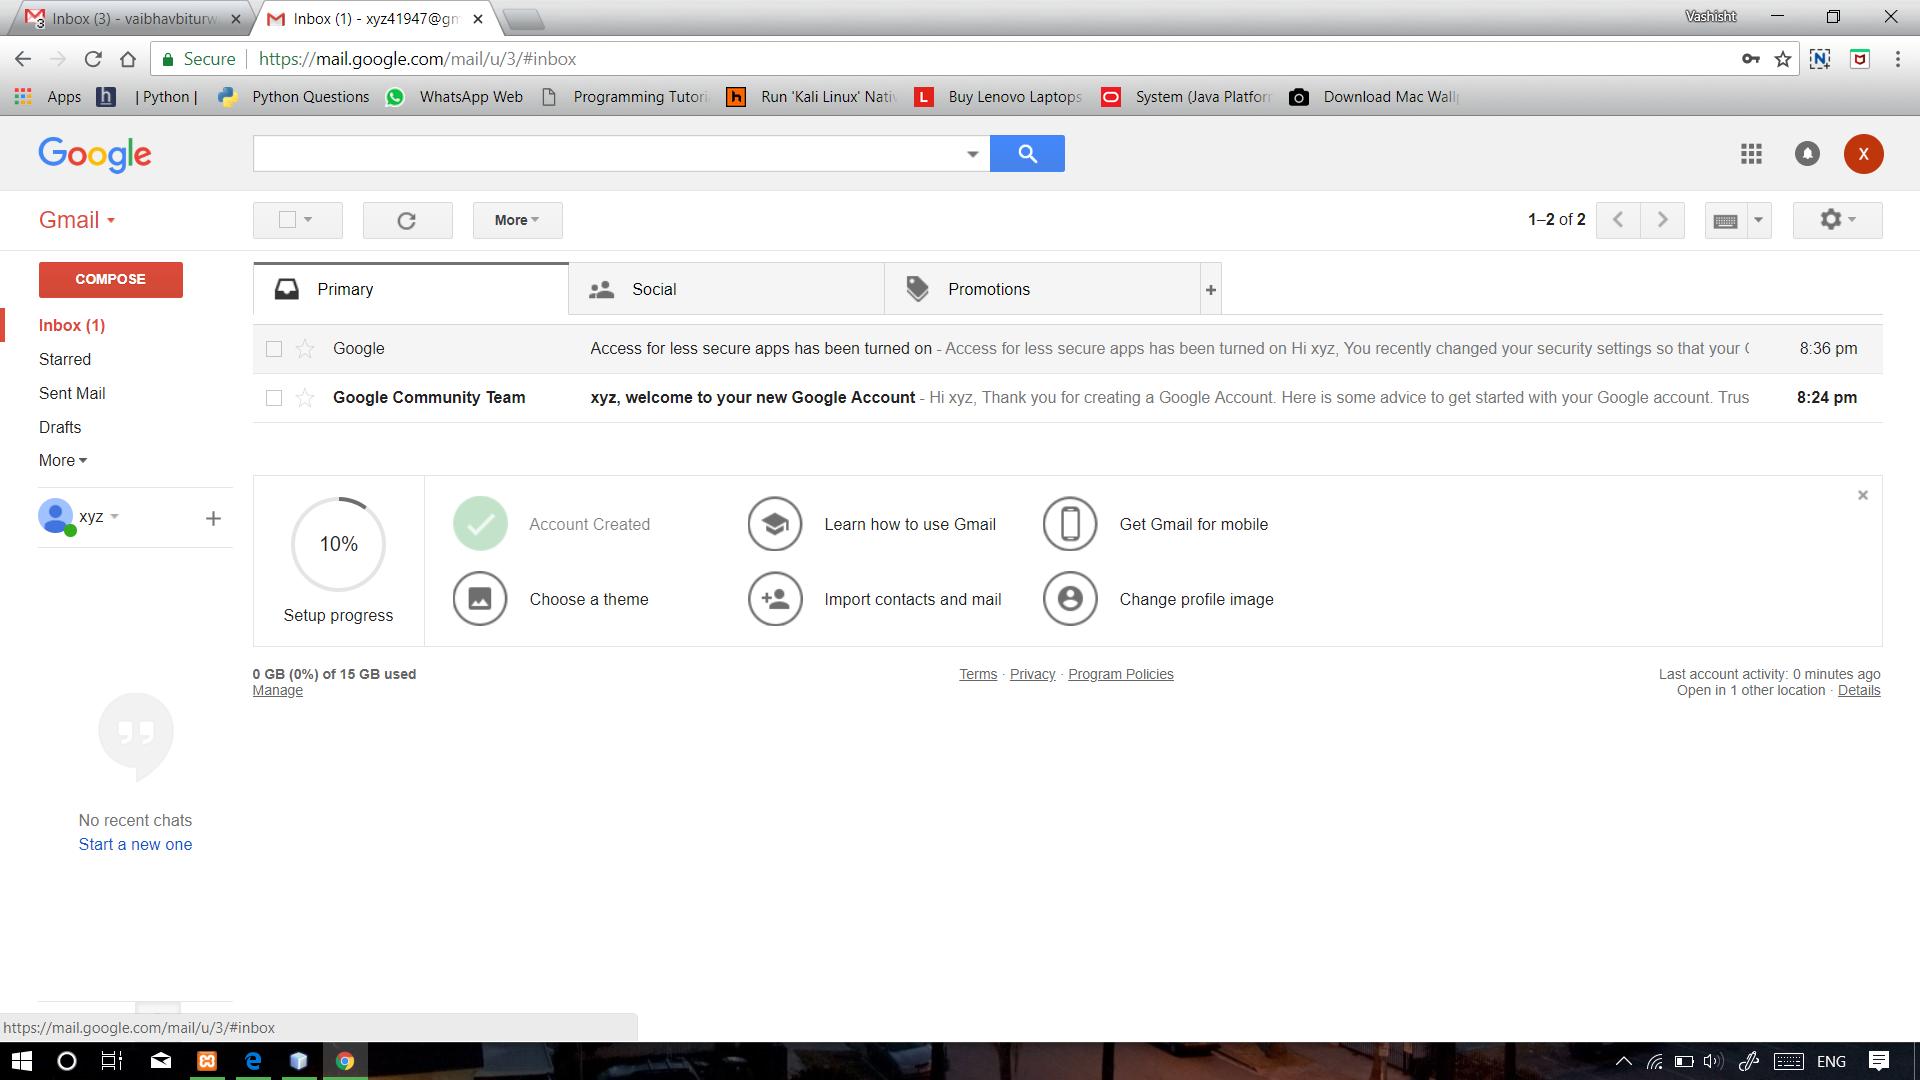 Inbox (3) - vaibhavbiturw
Inbox (1) - xyz41947@gm
Vashisht
Secure
https://mail.google.com/mail/u/3/#inbox
Apps
| Python |
Python Questions
WhatsApp Web
Programming Tutori
Run 'Kali Linux' Nati
Buy Lenovo Laptops
System (Java Platfor
Download Mac Wall
Google
X
Gmail
More
1–2 of 2
COMPOSE
Primary
Social
Promotions
+
Inbox (1)
Starred
Sent Mail
Drafts
More
xyz
Google
Access for less secure apps has been turned on - Access for less secure apps has been turned on Hi xyz, You recently changed your security settings so that your
8:36 pm
Google Community Team
xyz, welcome to your new Google Account - Hi xyz, Thank you for creating a Google Account. Here is some advice to get started with your Google account. Trus
8:24 pm
10%
Setup progress
Account Created
Learn how to use Gmail
Get Gmail for mobile
Choose a theme
Import contacts and mail
Change profile image
0 GB (0%) of 15 GB used
Manage
Terms · Privacy · Program Policies
Last account activity: 0 minutes ago
Open in 1 other location · Details
No recent chats
Start a new one
https://mail.google.com/mail/u/3/#inbox
ENG